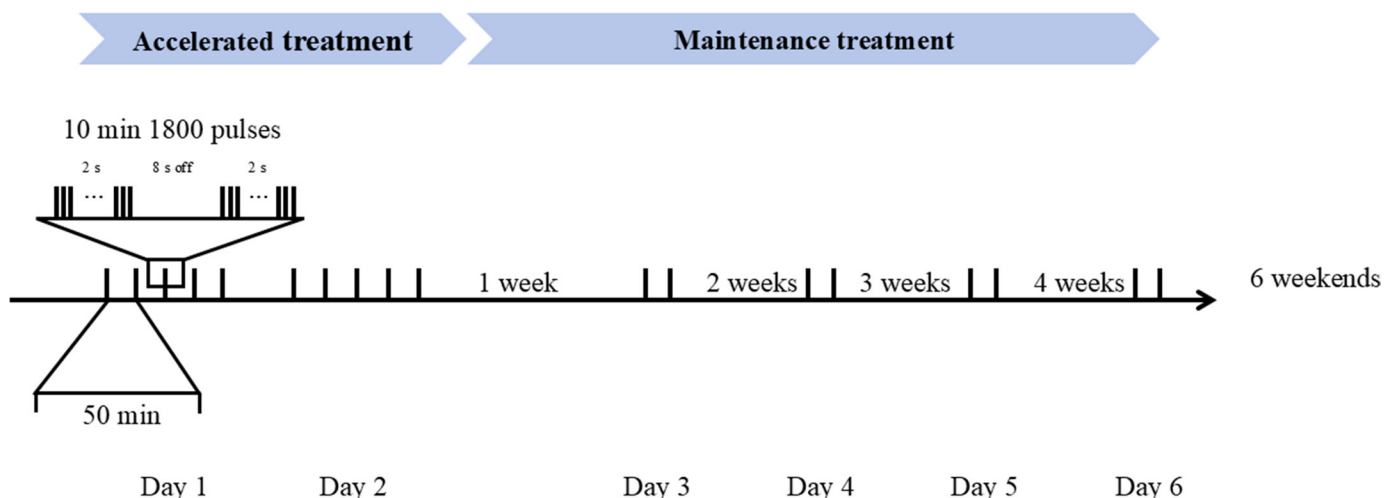 Accelerated treatment
Maintenance treatment
10 min 1800 pulses
2 s
8 s off
2 s
...
...
1 week
2 weeks
3 weeks
4 weeks
6 weekends
50 min
Day 1
Day 2
Day 3
Day 4
Day 5
Day 6